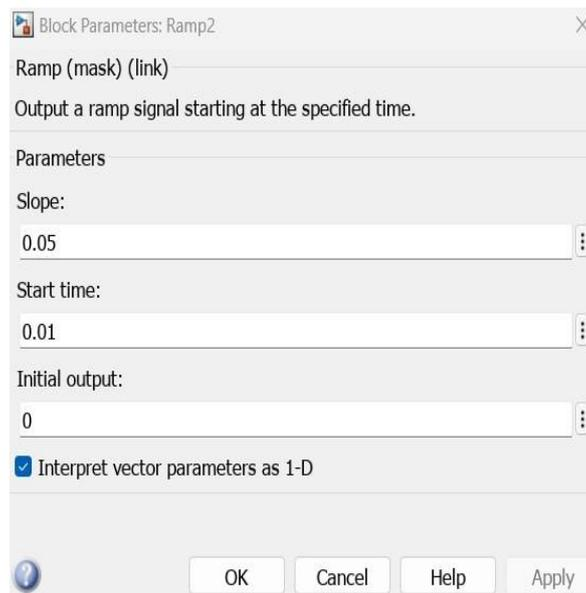 Block Parameters: Ramp2
Ramp (mask) (link)
Output a ramp signal starting at the specified time.
Parameters
Slope:
0.05
Start time:
0.01
Initial output:
0
Interpret vector parameters as 1-D
? OK Cancel Help Apply